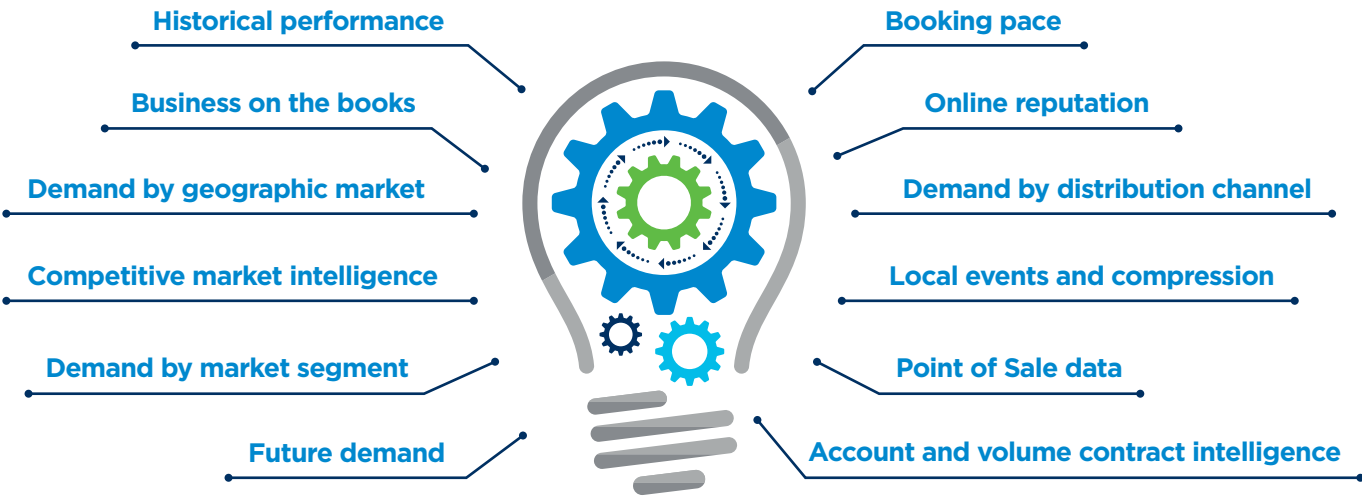 Historical performance
Business on the books
Demand by geographic market
Competitive market intelligence
Demand by market segment
Future demand
Booking pace
Online reputation
Demand by distribution channel
Local events and compression
Point of Sale data
Account and volume contract intelligence